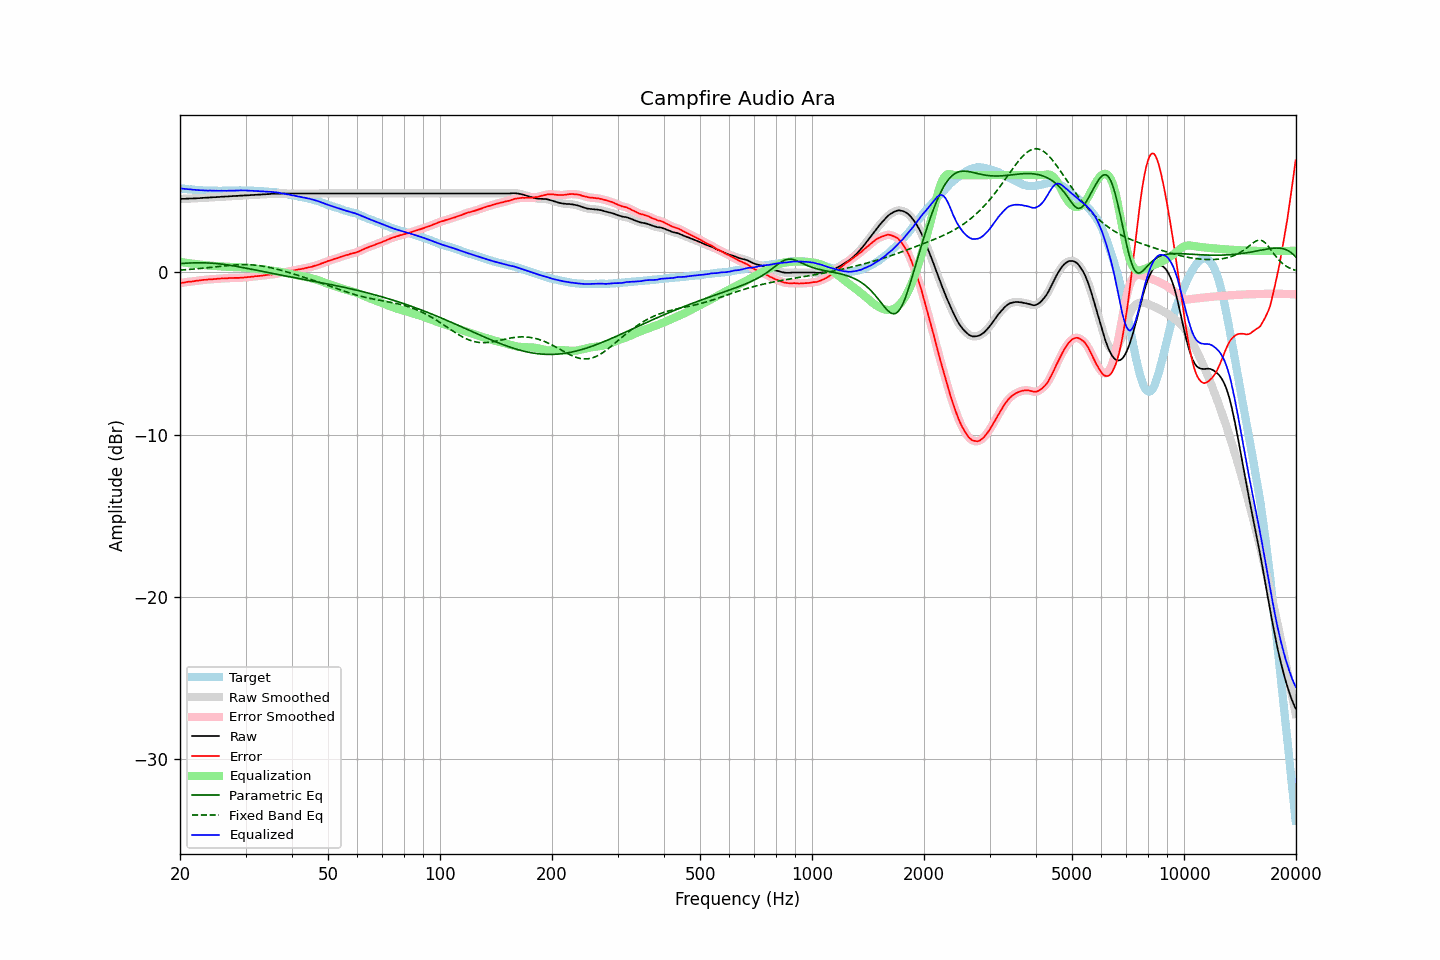 Campfire Audio Ara
Amplitude (dBr)
0
−10
−20
−30
Target
Raw Smoothed
Error Smoothed
Raw
Error
Equalization
Parametric Eq
Fixed Band Eq
Equalized
20 50 100 200 500 1000 2000 5000 10000 20000
Frequency (Hz)